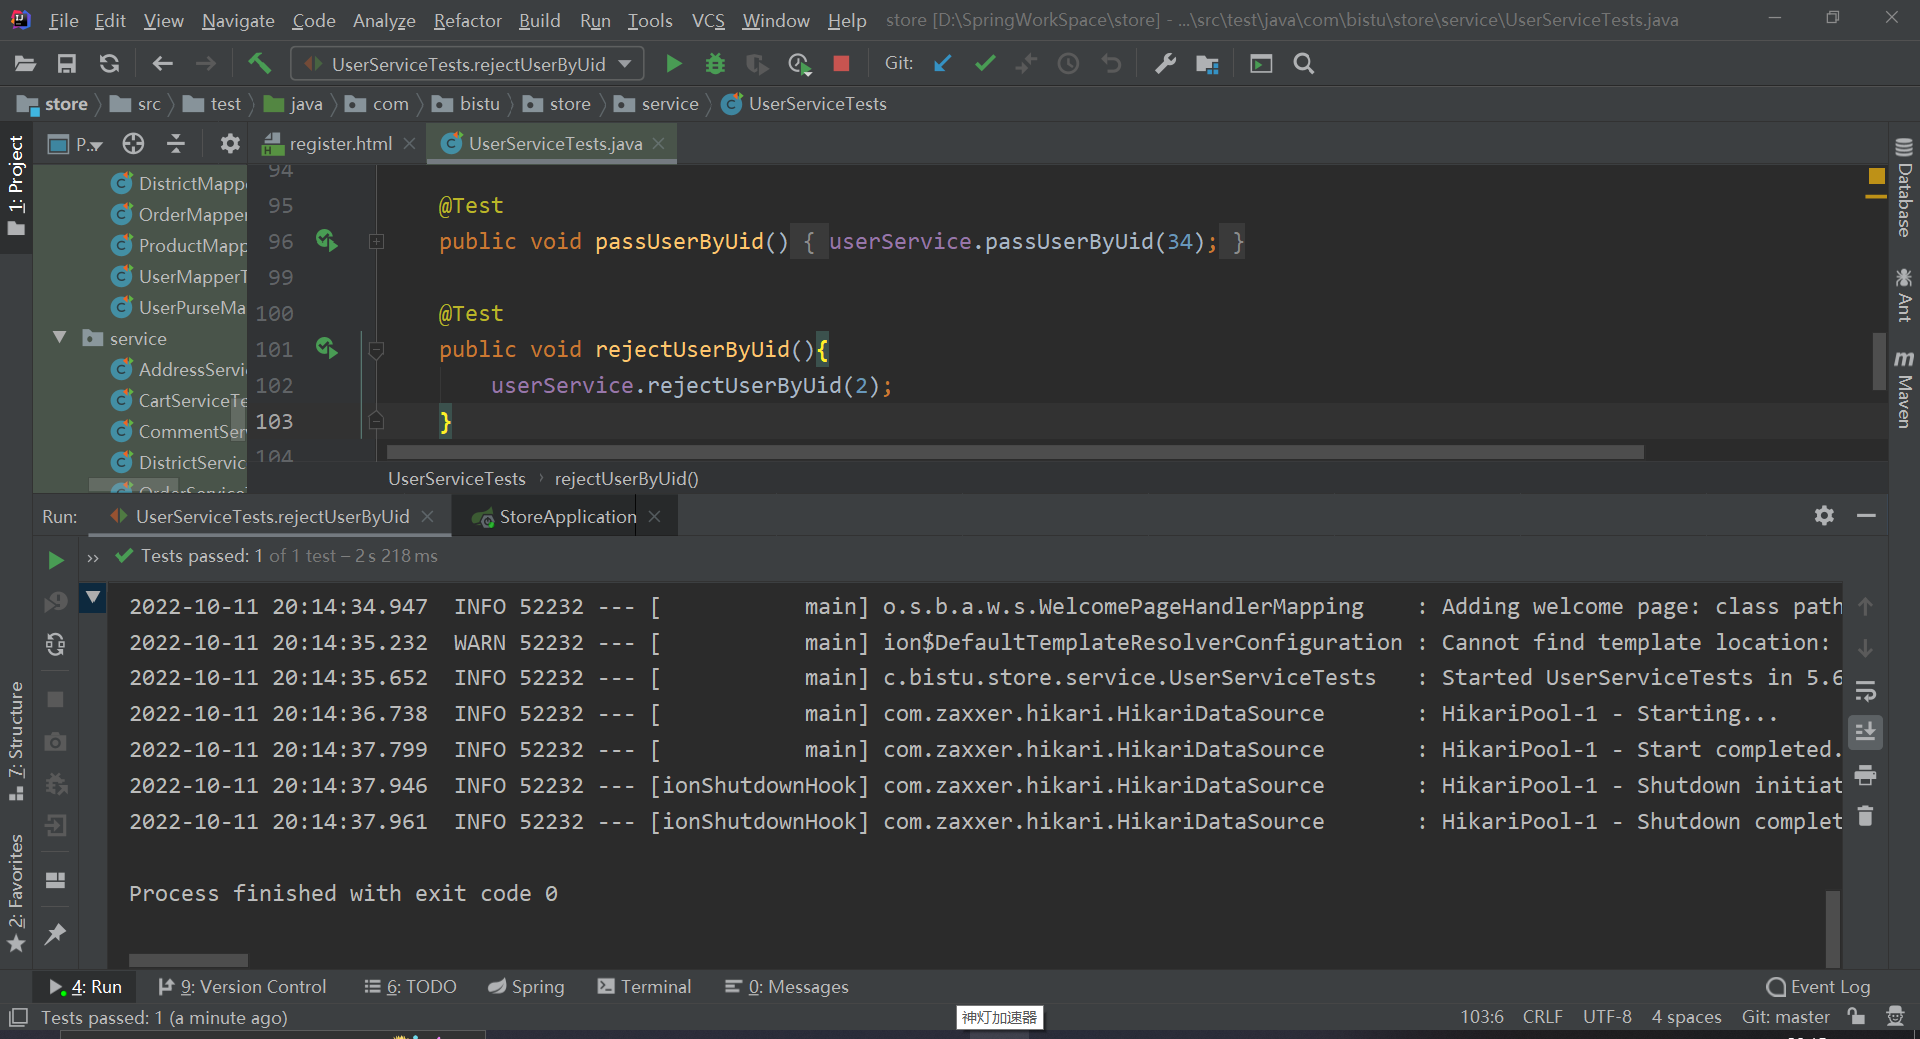 File Edit View Navigate Code Analyze Refactor Build Run Tools VCS Window Help store [D:\SpringWorkSpace\store] - ...\src\test\java\com\bistu\store\service\UserServiceTests.java
UserServiceTests.rejectUserByUid Git:
store src test java com bistu store service UserServiceTests
1: Project
P... register.html UserServiceTests.java
DistrictMapp
OrderMapper
ProductMapp
UserMapperT
UserPurseMa
service
AddressServi
CartServiceTe
CommentSer
DistrictServic
OrderService
94
95 @Test
96 public void passUserByUid() { userService.passUserByUid(34); }
99
100 @Test
101 public void rejectUserByUid(){
102 userService.rejectUserByUid(2);
103 }
104
UserServiceTests rejectUserByUid()
Database
Ant
Maven
Run: UserServiceTests.rejectUserByUid StoreApplication
Tests passed: 1 of 1 test – 2 s 218 ms
2022-10-11 20:14:34.947 INFO 52232 --- [ main] o.s.b.a.w.s.WelcomePageHandlerMapping : Adding welcome page: class path
2022-10-11 20:14:35.232 WARN 52232 --- [ main] ion$DefaultTemplateResolverConfiguration : Cannot find template location:
2022-10-11 20:14:35.652 INFO 52232 --- [ main] c.bistu.store.service.UserServiceTests : Started UserServiceTests in 5.6
2022-10-11 20:14:36.738 INFO 52232 --- [ main] com.zaxxer.hikari.HikariDataSource : HikariPool-1 - Starting...
2022-10-11 20:14:37.799 INFO 52232 --- [ main] com.zaxxer.hikari.HikariDataSource : HikariPool-1 - Start completed.
2022-10-11 20:14:37.946 INFO 52232 --- [ionShutdownHook] com.zaxxer.hikari.HikariDataSource : HikariPool-1 - Shutdown initiat
2022-10-11 20:14:37.961 INFO 52232 --- [ionShutdownHook] com.zaxxer.hikari.HikariDataSource : HikariPool-1 - Shutdown complet
Process finished with exit code 0
7: Structure
2: Favorites
4: Run 9: Version Control 6: TODO Spring Terminal 0: Messages Event Log
Tests passed: 1 (a minute ago) 103:6 CRLF UTF-8 4 spaces Git: master
神灯加速器